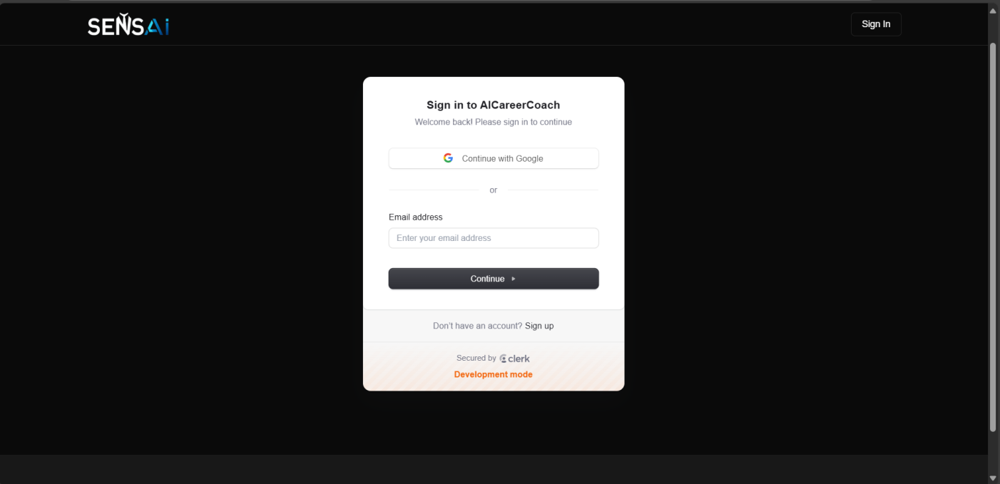 SENSAi
Sign In
Sign in to AICareerCoach
Welcome back! Please sign in to continue
Continue with Google
or
Email address
Enter your email address
Continue
Don't have an account? Sign up
Secured by clerk
Development mode